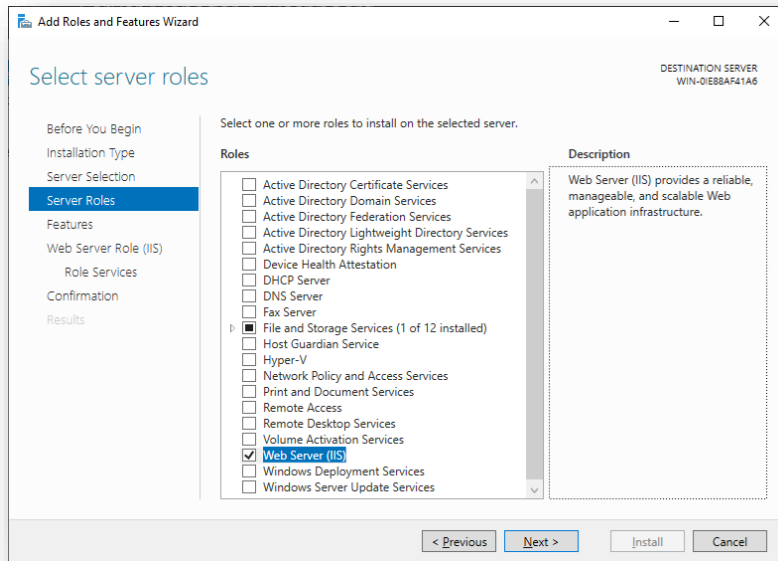 Add Roles and Features Wizard
Select server roles
DESTINATION SERVER
WIN-0IE88AF41A6
Before You Begin
Installation Type
Server Selection
Server Roles
Features
Web Server Role (IIS)
Role Services
Confirmation
Results
Select one or more roles to install on the selected server.
Roles
Active Directory Certificate Services
Active Directory Domain Services
Active Directory Federation Services
Active Directory Lightweight Directory Services
Active Directory Rights Management Services
Device Health Attestation
DHCP Server
DNS Server
Fax Server
File and Storage Services (1 of 12 installed)
Host Guardian Service
Hyper-V
Network Policy and Access Services
Print and Document Services
Remote Access
Remote Desktop Services
Volume Activation Services
Web Server (IIS)
Windows Deployment Services
Windows Server Update Services
Description
Web Server (IIS) provides a reliable,
manageable, and scalable Web
application infrastructure.
< Previous
Next >
Install
Cancel